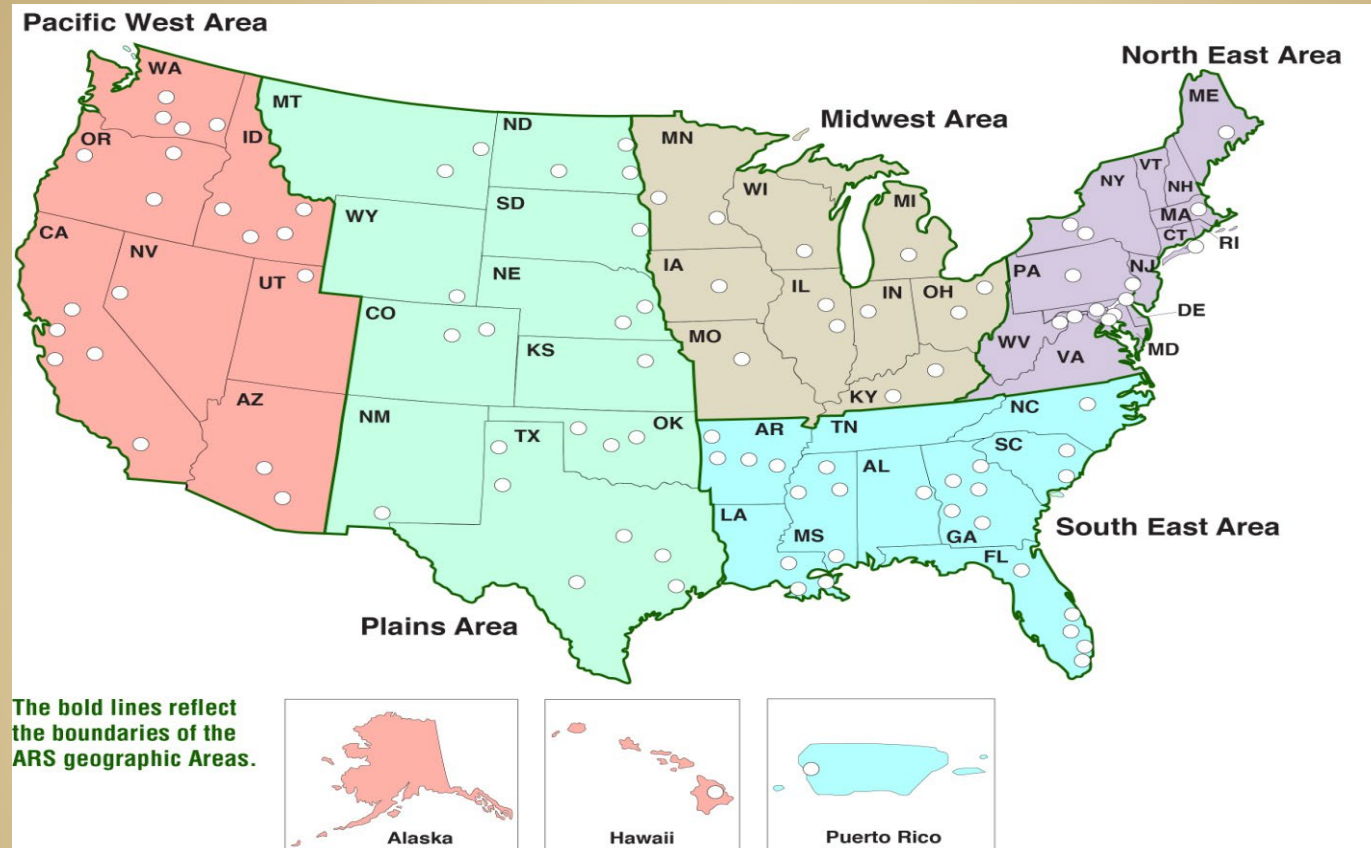 Pacific West Area
North East Area
Midwest Area
WA
MT
ND
MN
ME
OR
ID
WI
VT
NY
NH
MI
SD
WY
MA
CT
RI
CA
NV
UT
NE
IA
IL
IN
OH
PA
NJ
CO
DE
MO
KS
WV
VA
MD
KY
AZ
NM
TX
OK
AR
TN
NC
SC
AL
LA
MS
GA
FL
South East Area
Plains Area
The bold lines reflect
the boundaries of the
ARS geographic Areas.
Alaska
Hawaii
Puerto Rico